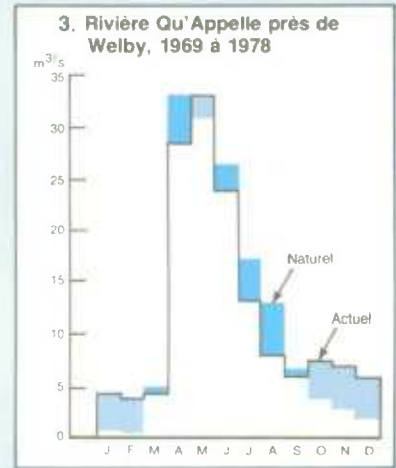 3. Rivière Qu'Appelle près de
Welby, 1969 à 1978
m³/s
35
30
25
20
15
10
5
0
Naturel
Actuel
J F M A M J J A S O N D